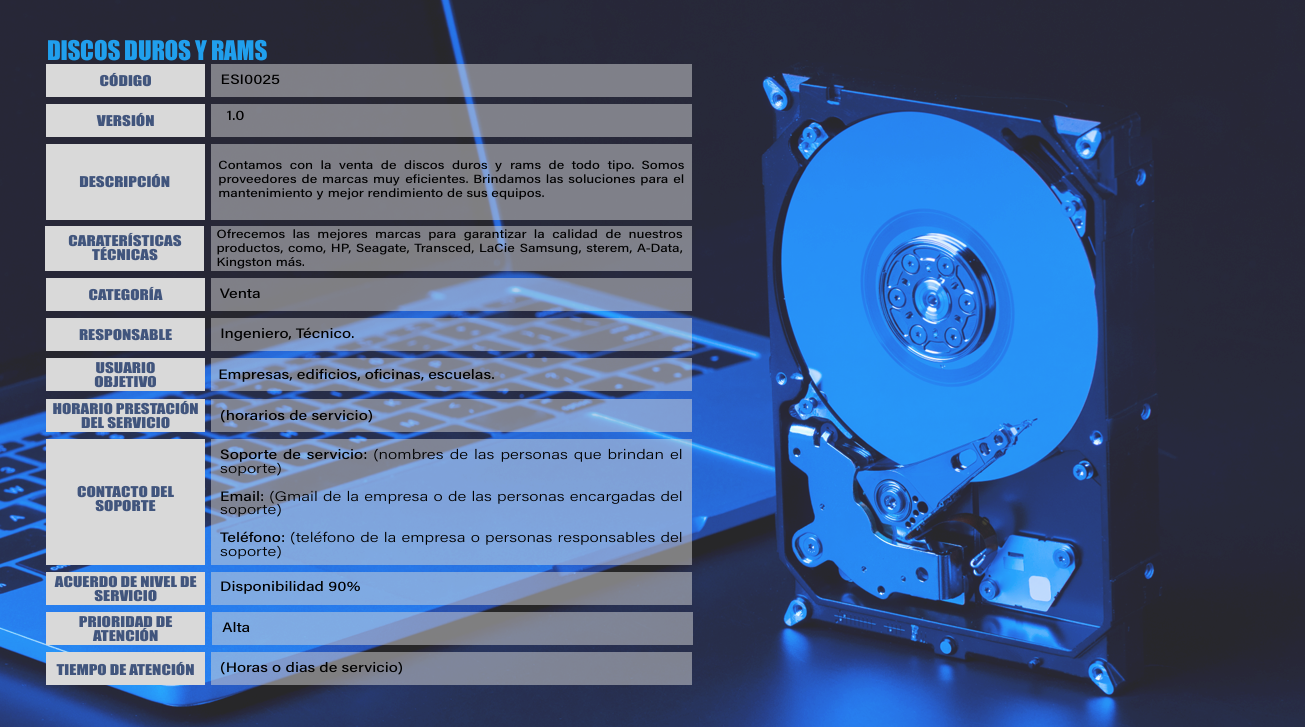 DISCOS DUROS Y RAMS
CÓDIGO
ESI0025
VERSIÓN
1.0
DESCRIPCIÓN
Contamos con la venta de discos duros y rams de todo tipo. Somos
proveedores de marcas muy eficientes. Brindamos las soluciones para el
mantenimiento y mejor rendimiento de sus equipos.
CARATERÍSTICAS
TÉCNICAS
Ofrecemos las mejores marcas para garantizar la calidad de nuestros
productos, como, HP, Seagate, Transced, LaCie Samsung, sterem, A-Data,
Kingston más.
CATEGORÍA
Venta
RESPONSABLE
Ingeniero, Técnico.
USUARIO
OBJETIVO
Empresas, edificios, oficinas, escuelas.
HORARIO PRESTACIÓN
DEL SERVICIO
(horarios de servicio)
CONTACTO DEL
SOPORTE
Soporte de servicio: (nombres de las personas que brindan el
soporte)
Email: (Gmail de la empresa o de las personas encargadas del
soporte)
Teléfono: (teléfono de la empresa o personas responsables del
soporte)
ACUERDO DE NIVEL DE
SERVICIO
Disponibilidad 90%
PRIORIDAD DE
ATENCIÓN
Alta
TIEMPO DE ATENCIÓN
(Horas o dias de servicio)